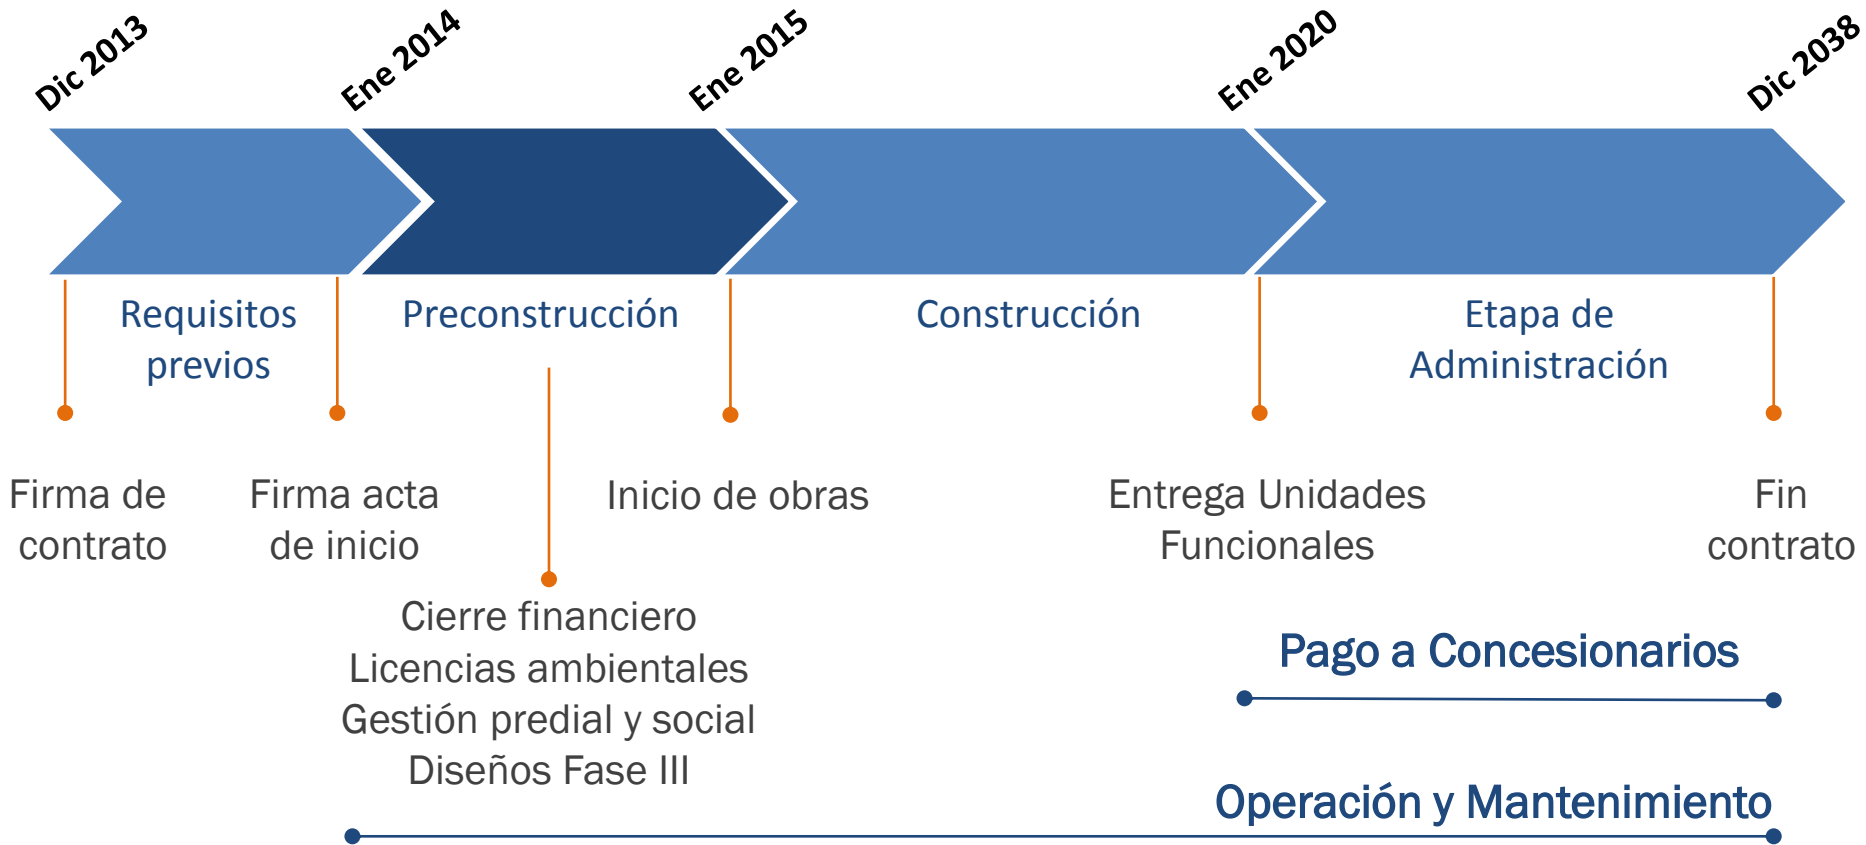 Dic 2013
Ene 2014
Ene 2015
Ene 2020
Dic 2038
Requisitos
previos
Preconstrucción
Construcción
Etapa de
Administración
Firma de
contrato
Firma acta
de inicio
Inicio de obras
Entrega Unidades
Funcionales
Fin
contrato
Cierre financiero
Licencias ambientales
Gestión predial y social
Diseños Fase III
Pago a Concesionarios
Operación y Mantenimiento